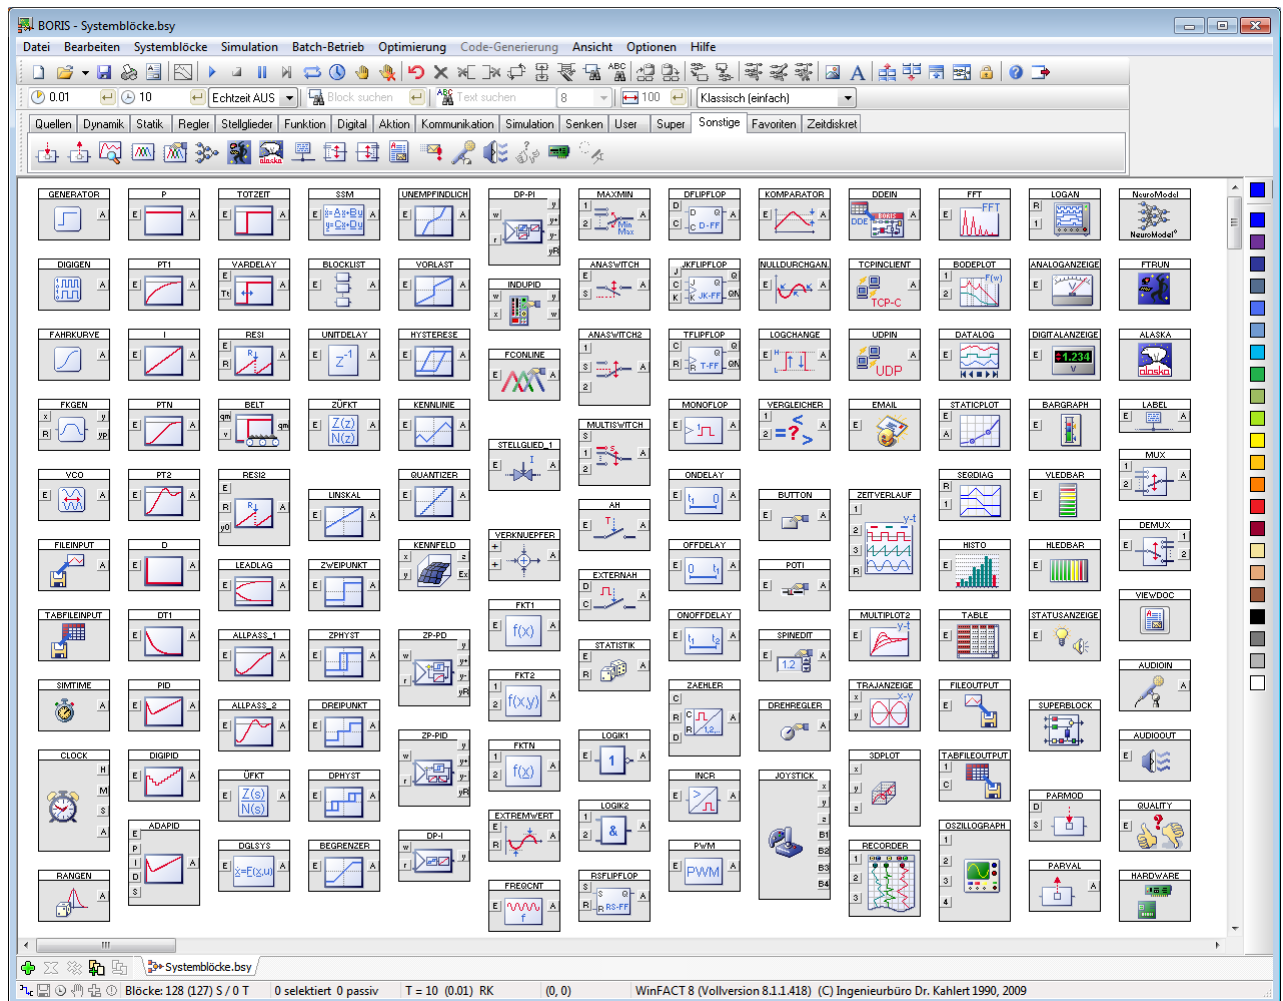 BORIS - Systemblöcke.bsy
Datei Bearbeiten Systemblöcke Simulation Batch-Betrieb Optimierung Code-Generierung Ansicht Optionen Hilfe
0.01 10 Echtzeit AUS Block suchen Text suchen 8 100 Klassisch (einfach)
Quellen Dynamik Statik Regler Stellglieder Funktion Digital Aktion Kommunikation Simulation Senken User Super Sonstige Favoriten Zeitdiskret
GENERATOR P TOTZEIT SSM UNEMPFINDLICH DP-PI MAXMIN DFLIPFLOP KOMPARATOR DDEIN FFT LOGAN NeuroModel
DIGIGEN PT1 VARDELAY BLOCKLIST VORLAST INDUPID ANASWITCH JKFLIPFLOP NULLDURCHGAN. TCPINCLIENT BODEPLOT ANALOGANZEIGE FTRUN
FAHRKURVE I RESI UNITDELAY HYSTERESE FCONLINE ANASWITCH2 TFLIPFLOP LOGCHANGE UDPIN DATALOG DIGITALANZEIGE ALASKA
FKGEN PTN BELT ZÜFKT KENNLINIE STELLGLIED_1 MULTISWITCH MONOFLOP VERGLEICHER EMAIL STATICPLOT BARGRAPH LABEL
MUX
VCO PT2 RESI2 LINSKAL QUANTIZER AH ONDELAY BUTTON ZEITVERLAUF SEQDIAG VLEDBAR
DEMUX
FILEINPUT D LEADLAG ZWEIPUNKT KENNFELD VERKNUEPFER EXTERNAH OFFDELAY POTI HISTO HLEDBAR
VIEWDOC
TABFILEINPUT DT1 ALLPASS_1 ZPHYST ZP-PD FKT1 STATISTIK ONOFFDELAY SPINEDIT MULTIPLOT2 TABLE STATUSANZEIGE
AUDIOIN
SIMTIME PID ALLPASS_2 DREIPUNKT FKT2 ZAEHLER DREHREGLER TRAJANZEIGE FILEOUTPUT SUPERBLOCK
AUDIOOUT
CLOCK DIGIPID ÜFKT DPHYST ZP-PID FKTN LOGIK1 INCR JOYSTICK 3DPLOT TABFILEOUTPUT PARMOD
QUALITY
ADAPID DGLSYS BEGRENZER DP-I EXTREMWERT LOGIK2 PWM RECORDER OSZILLOGRAPH PARVAL
RANGEN FREQCNT RSFLIPFLOP HARDWARE
Systemblöcke.bsy
Blöcke: 128 (127) S / 0 T 0 selektiert 0 passiv T = 10 (0.01) RK (0, 0) WinFACT 8 (Vollversion 8.1.1.418) (C) Ingenieurbüro Dr. Kahlert 1990, 2009